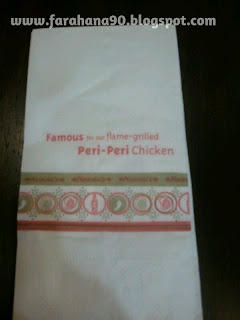 www.farahana90.blogspot.com
Famous for our flame-grilled
Peri-Peri Chicken